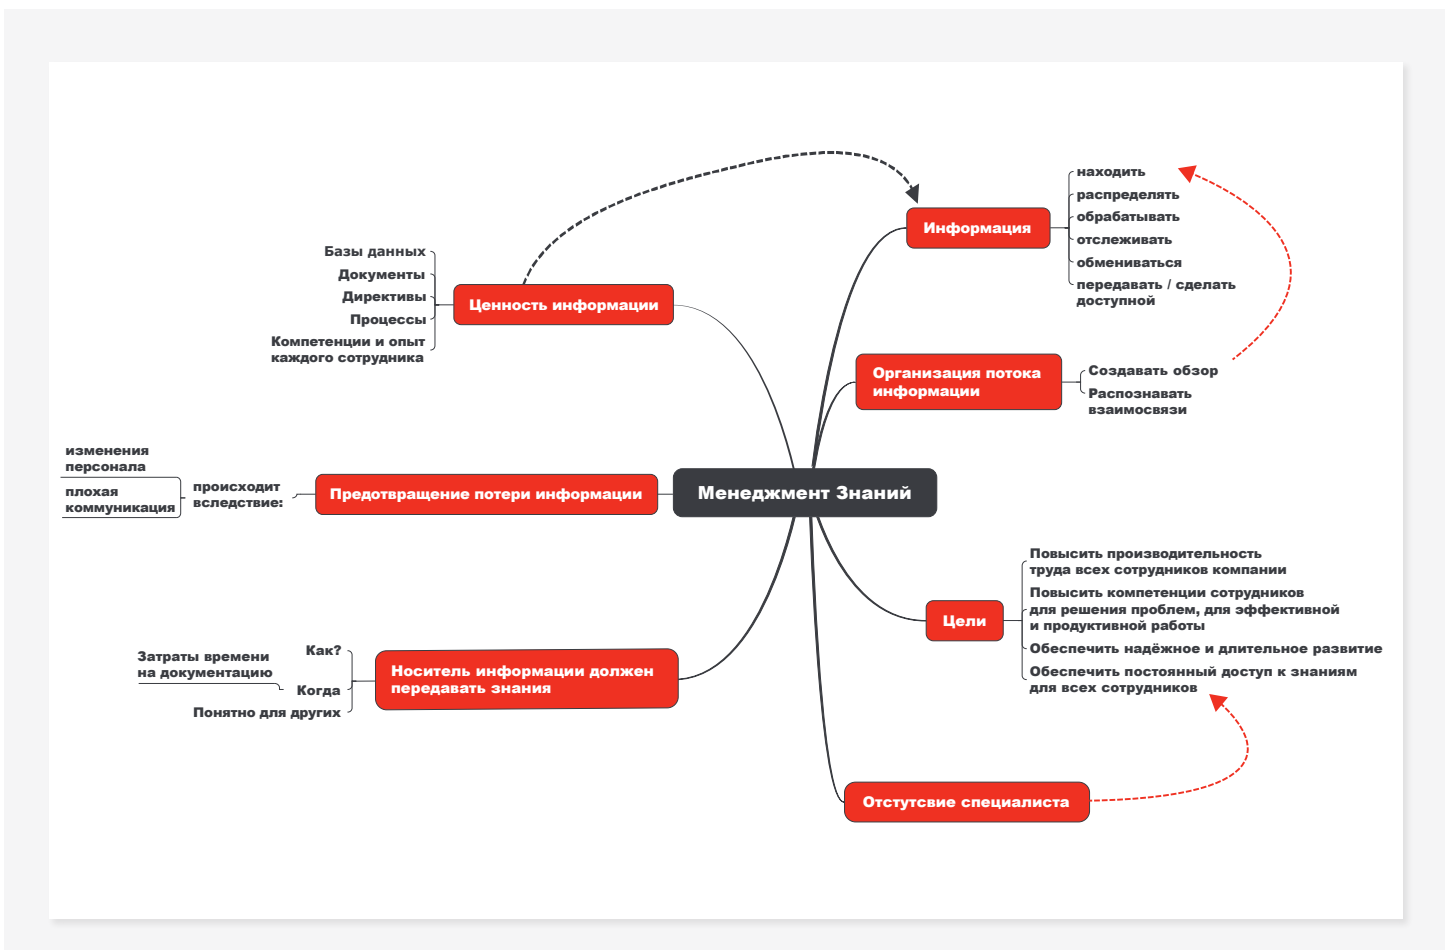 находить
распределять
Информация
обрабатывать
отслеживать
обмениваться
передавать / сделать
доступной
Базы данных
Документы
Директивы
Процессы
Компетенции и опыт
каждого сотрудника
Ценность информации
Организация потока
информации
Создавать обзор
Распознавать
взаимосвязи
изменения
персонала
плохая
коммуникация
происходит
вследствие:
Предотвращение потери информации
Менеджмент Знаний
Повысить производительность
труда всех сотрудников компании
Повысить компетенции сотрудников
для решения проблем, для эффективной
и продуктивной работы
Цели
Обеспечить надёжное и длительное развитие
Обеспечить постоянный доступ к знаниям
для всех сотрудников
Затраты времени
на документацию
Как?
Когда
Понятно для других
Носитель информации должен
передавать знания
Отстутсвие специалиста